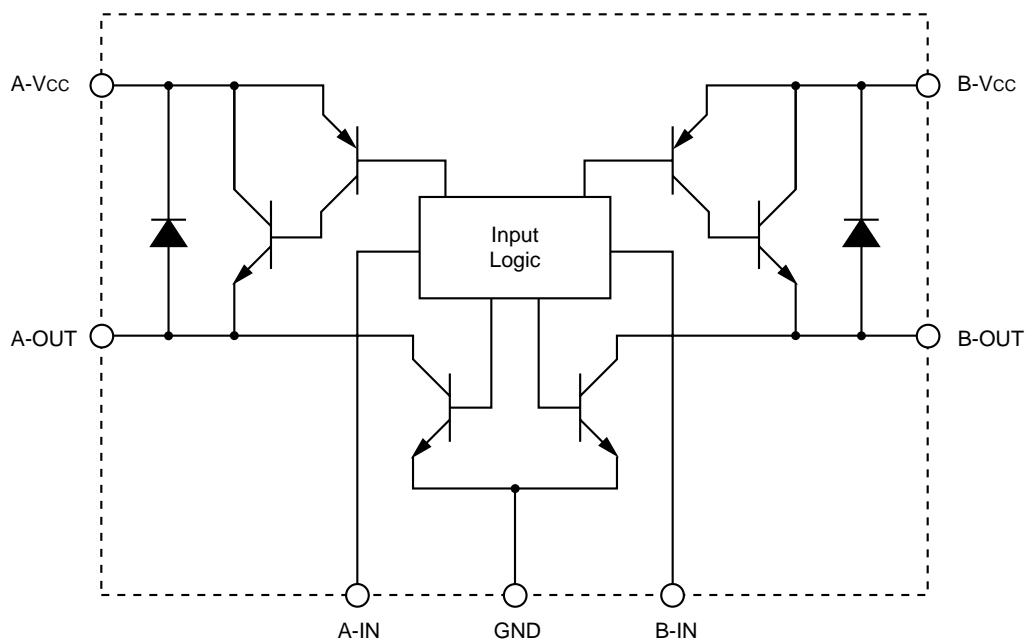 A-VCC
B-VCC
Input
Logic
A-OUT
B-OUT
A-IN
GND
B-IN